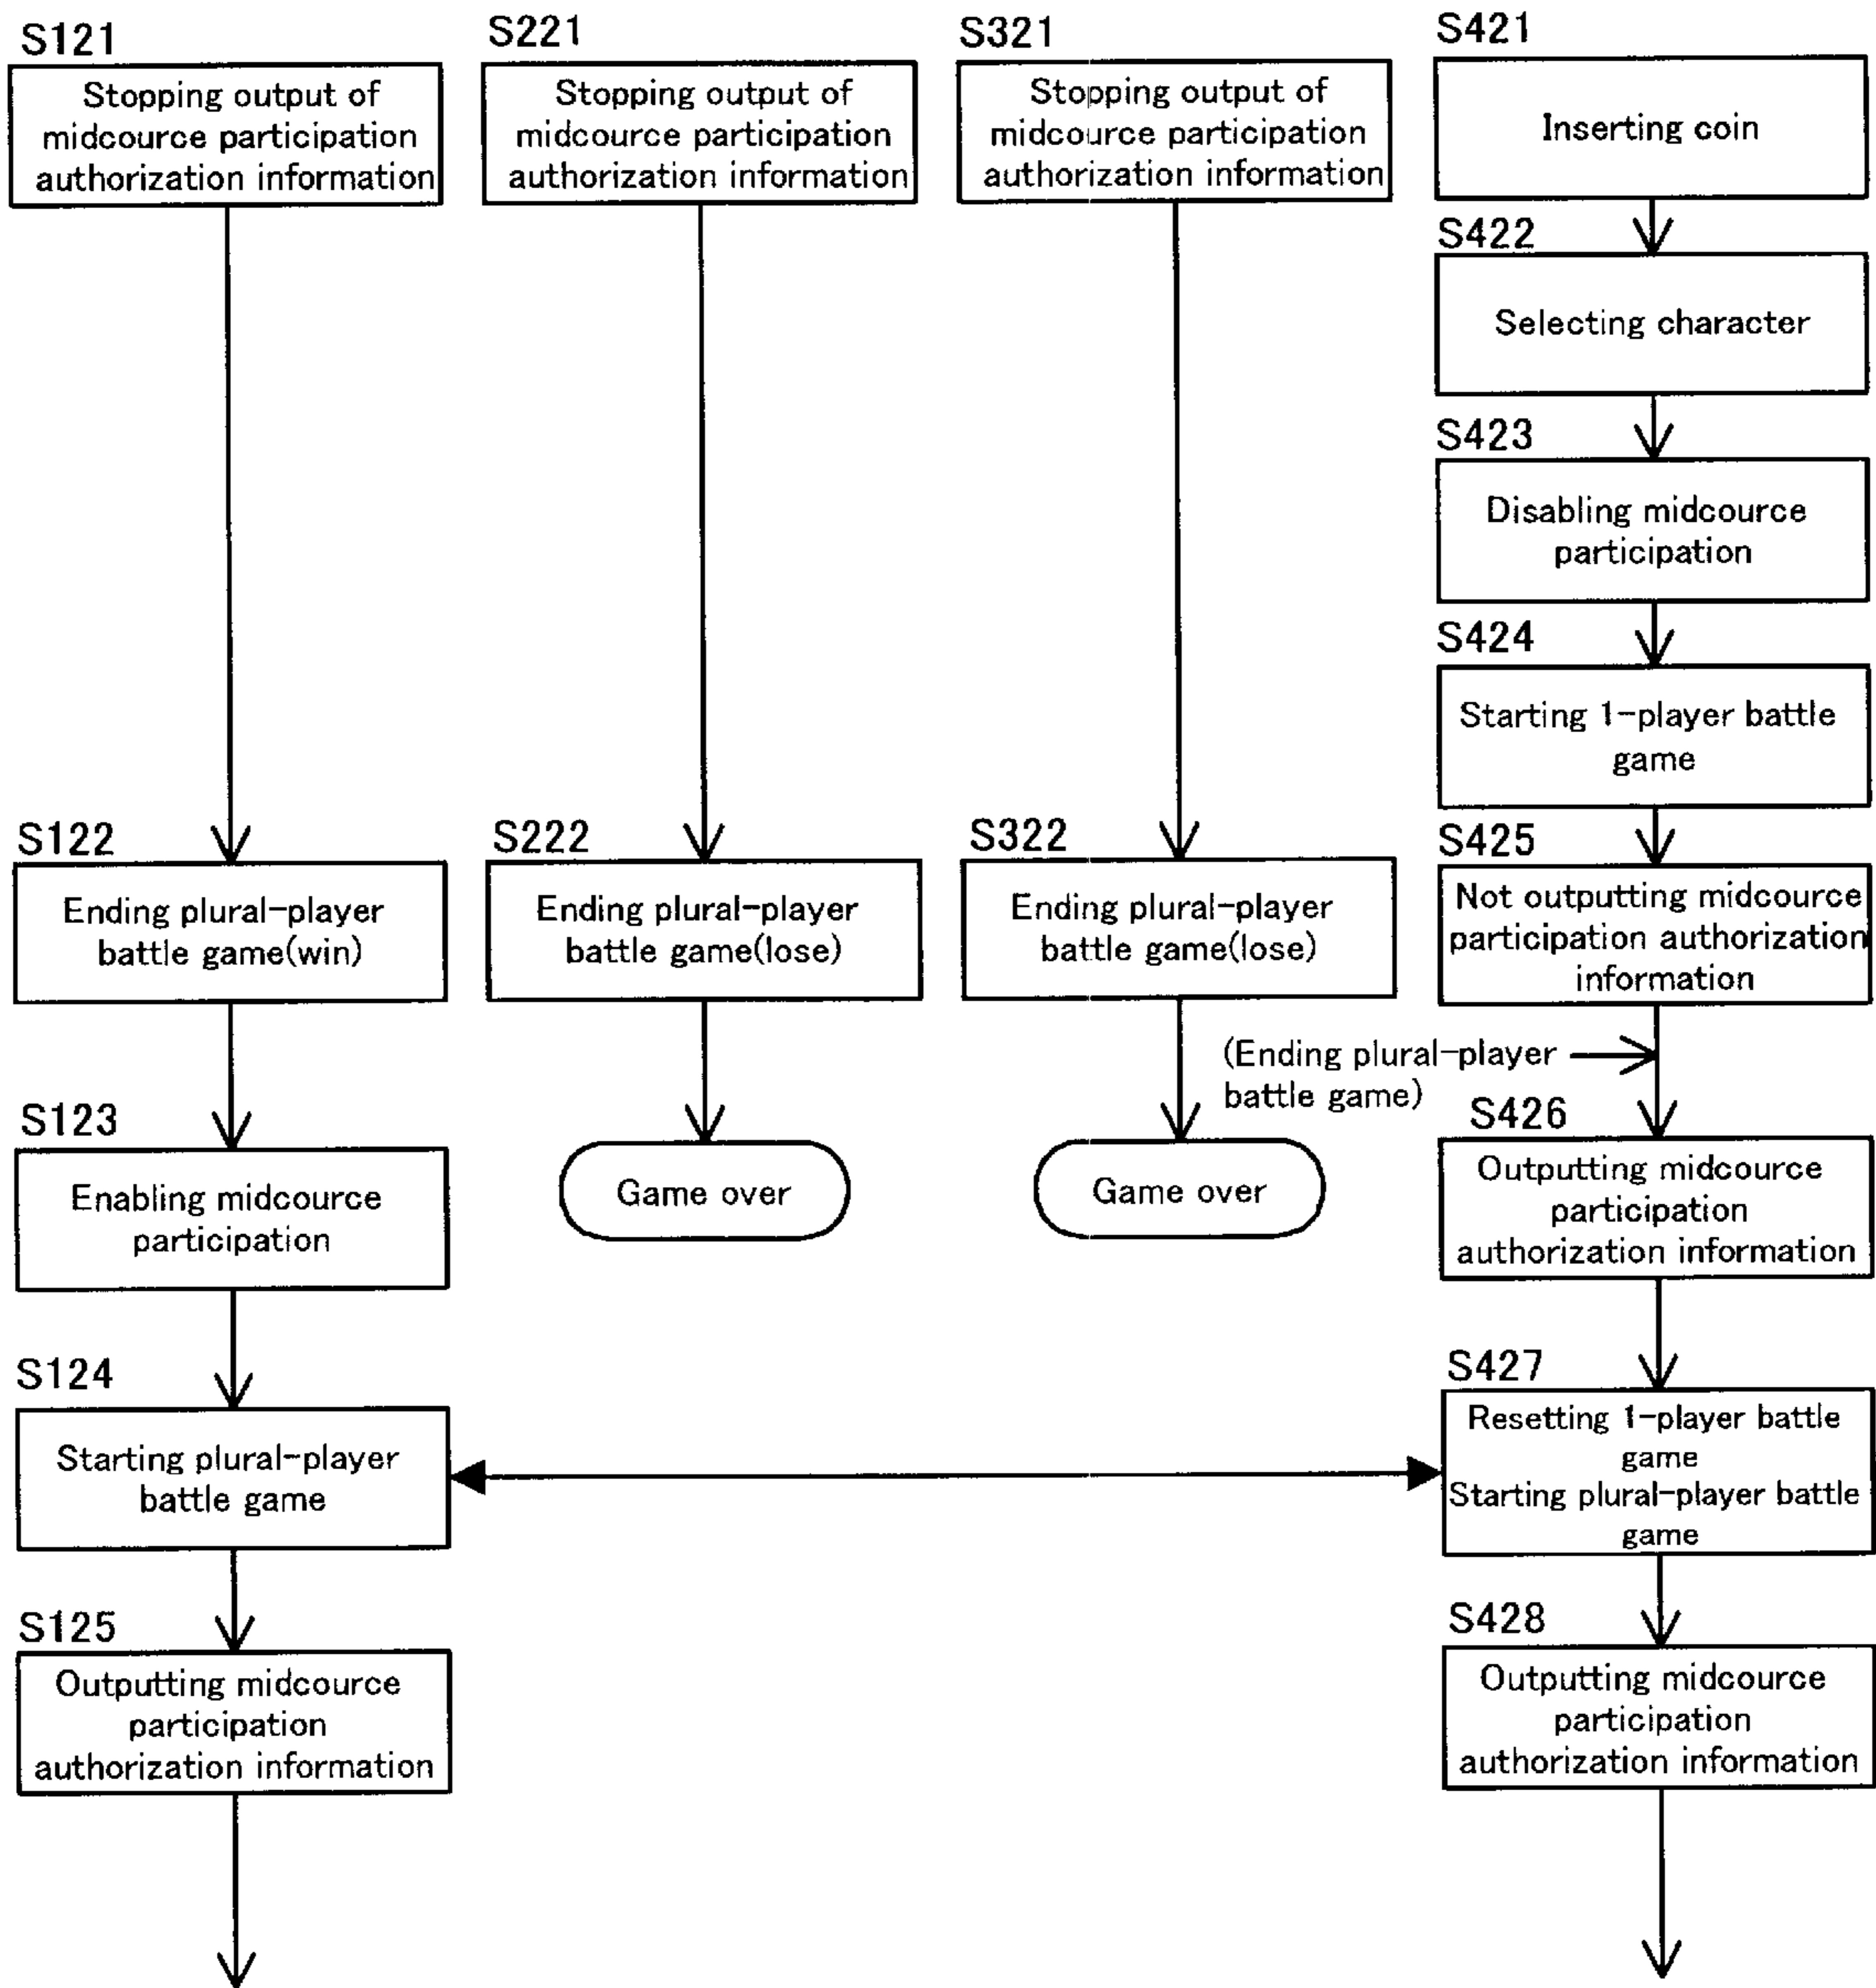 S121
Stopping output of
midcource participation
authorization information
S122
Ending plural-player
battle game(win)
S123
Enabling midcource
participation
S124
Starting plural-player
battle game
S125
Outputting midcource
participation
authorization information
S221
Stopping output of
midcource participation
authorization information
S222
Ending plural-player
battle game(lose)
Game over
S321
Stopping output of
midcource participation
authorization information
S322
Ending plural-player
battle game(lose)
Game over
S421
Inserting coin
S422
Selecting character
S423
Disabling midcource
participation
S424
Starting 1-player battle
game
S425
Not outputting midcource
participation authorization
information
(Ending plural-player
battle game)
S426
Outputting midcource
participation
authorization information
S427
Resetting 1-player battle
game
Starting plural-player battle
game
S428
Outputting midcource
participation
authorization information